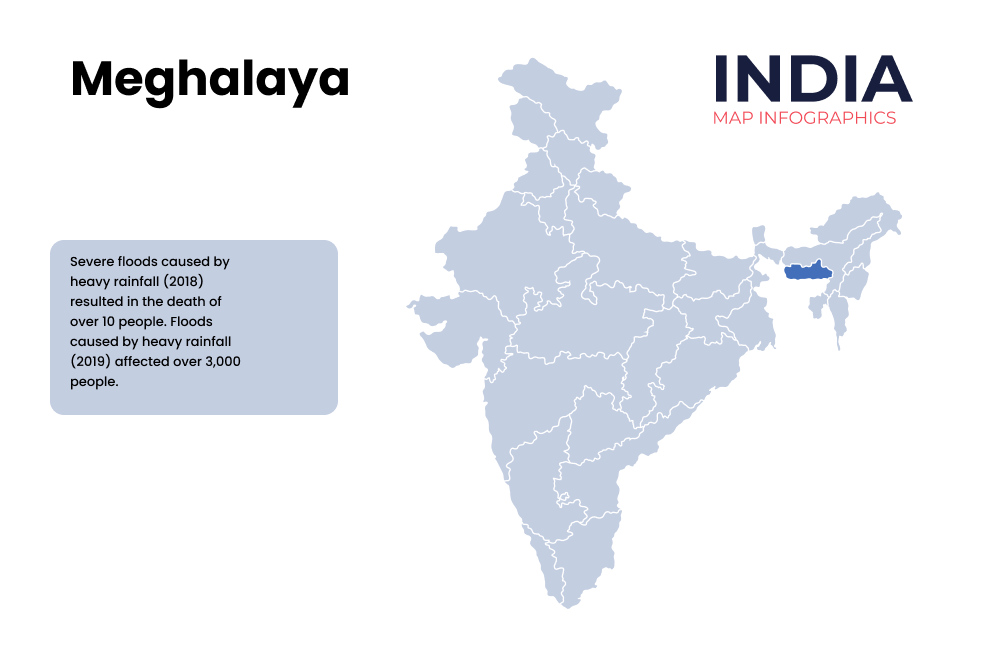 Meghalaya
INDIA
MAP INFOGRAPHICS
Severe floods caused by
heavy rainfall (2018)
resulted in the death of
over 10 people. Floods
caused by heavy rainfall
(2019) affected over 3,000
people.